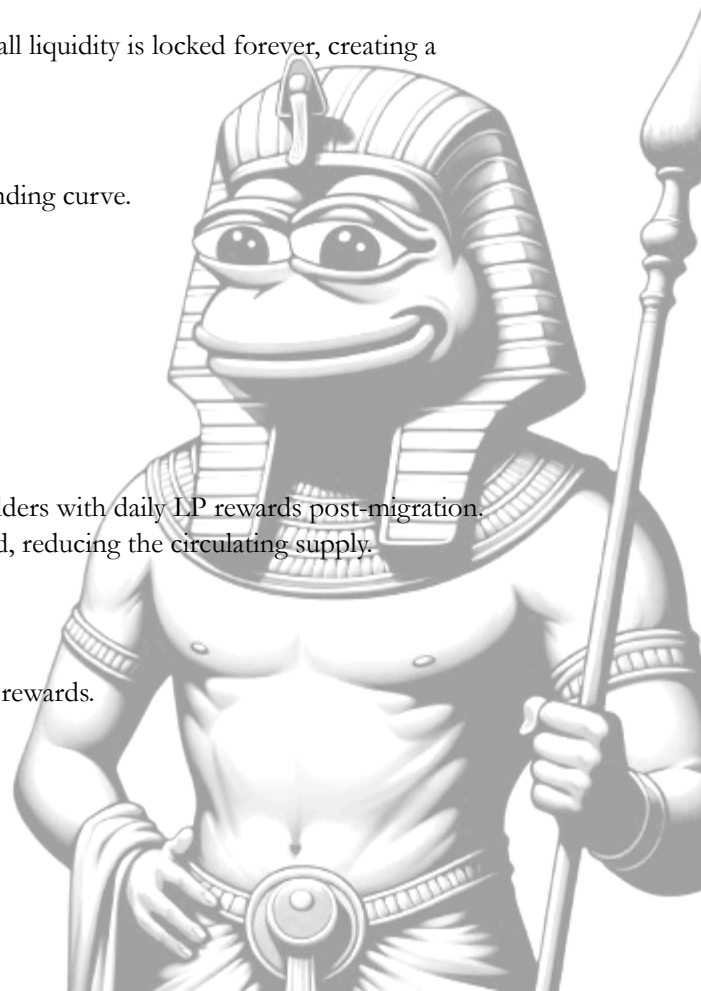 all liquidity is locked forever, creating a
nding curve.
lders with daily LP rewards post-migration.
d, reducing the circulating supply.
rewards.